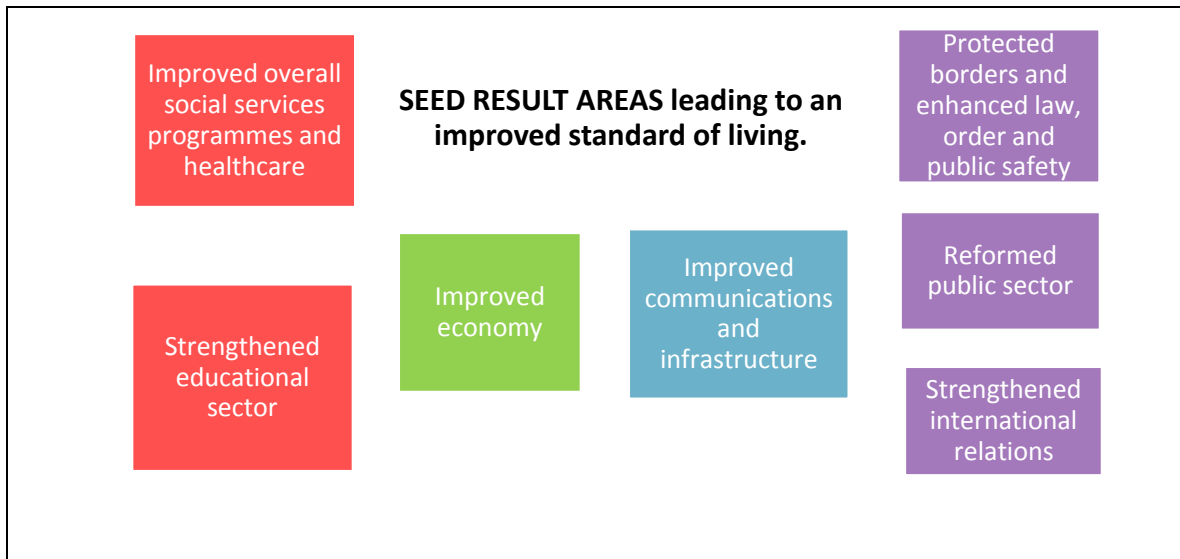 Improved overall
social services
programmes and
healthcare
SEED RESULT AREAS leading to an
improved standard of living.
Protected
borders and
enhanced law,
order and
public safety
Strengthened
educational
sector
Improved
economy
Improved
communications
and
infrastructure
Reformed
public sector
Strengthened
international
relations